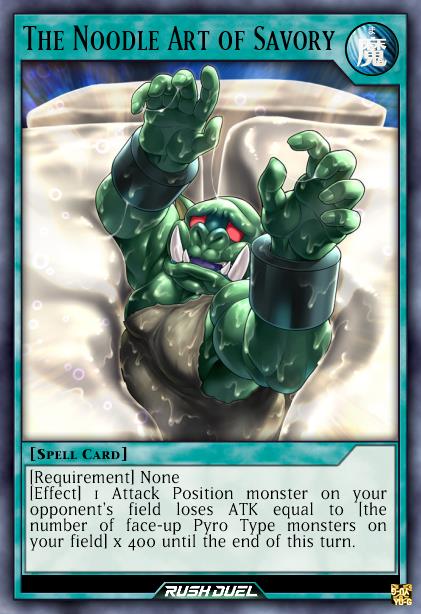 The Noodle Art of Savory
ま
魔
[Spell Card]
[Requirement] None
[Effect] 1 Attack Position monster on your
opponent's field loses ATK equal to [the
number of face-up Pyro Type monsters on
your field] x 400 until the end of this turn.
RUSH DUEL